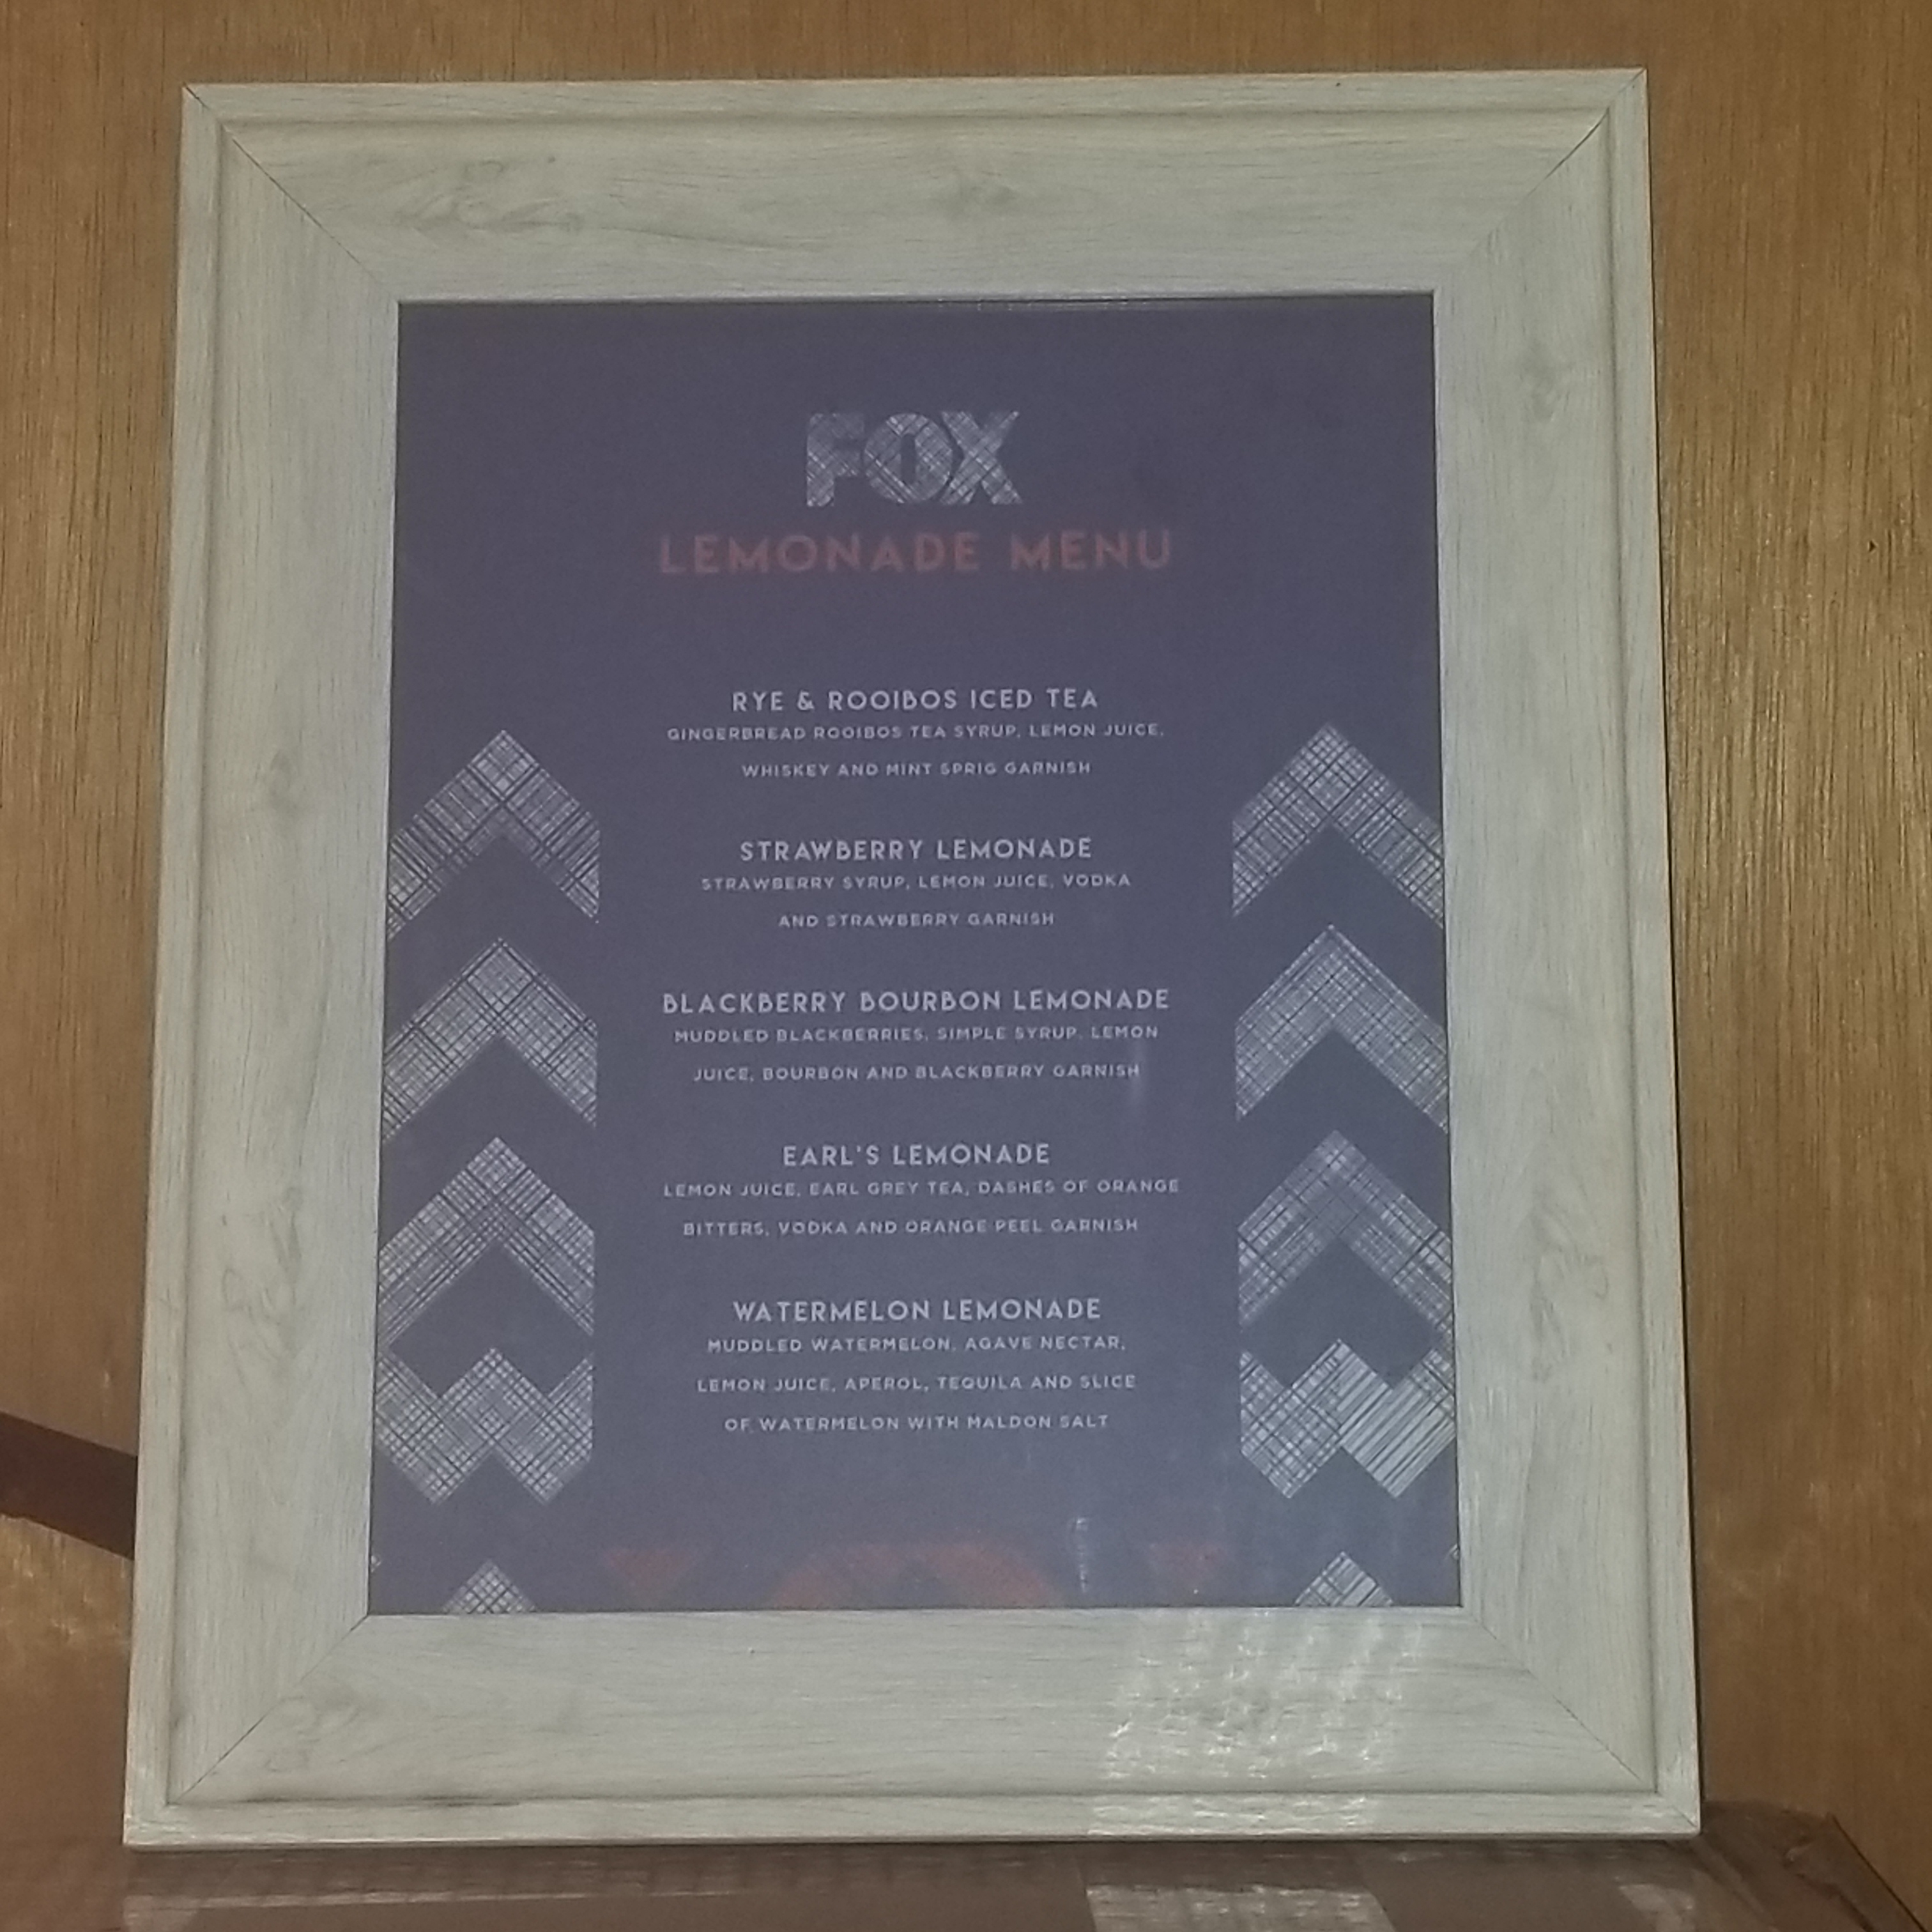 FOX
LEMONADE MENU
RYE & ROOIBOS ICED TEA
GINGERBREAD ROOIBOS TEA SYRUP, LEMON JUICE,
WHISKEY AND MINT SPRIG GARNISH
STRAWBERRY LEMONADE
STRAWBERRY SYRUP, LEMON JUICE, VODKA
AND STRAWBERRY GARNISH
BLACKBERRY BOURBON LEMONADE
MUDDLED BLACKBERRIES, SIMPLE SYRUP, LEMON
JUICE, BOURBON AND BLACKBERRY GARNISH
EARL'S LEMONADE
LEMON JUICE, EARL GREY TEA, DASHES OF ORANGE
BITTERS, VODKA AND ORANGE PEEL GARNISH
WATERMELON LEMONADE
MUDDLED WATERMELON, AGAVE NECTAR,
LEMON JUICE, APEROL, TEQUILA AND SLICE
OF WATERMELON WITH MALDON SALT